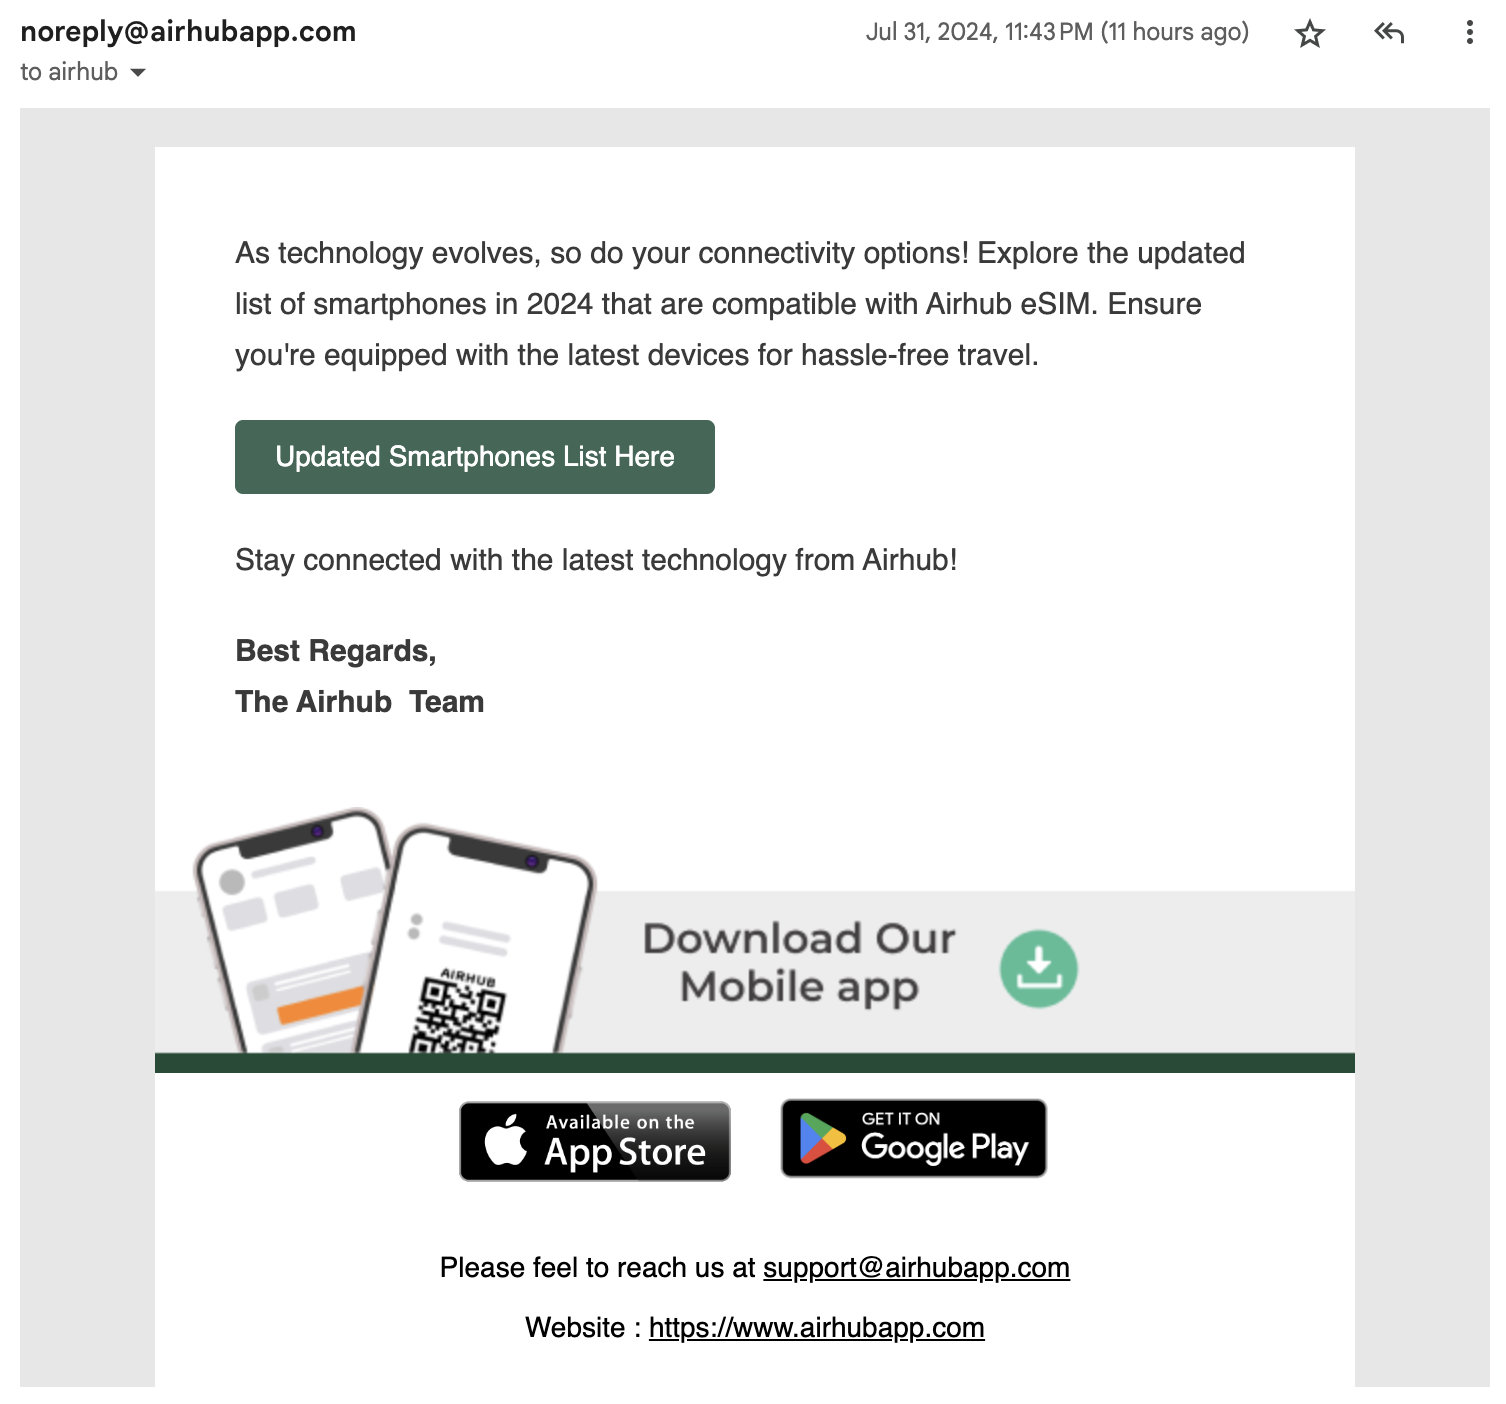 noreply@airhubapp.com
Jul 31, 2024, 11:43 PM (11 hours ago)
to airhub
As technology evolves, so do your connectivity options! Explore the updated
list of smartphones in 2024 that are compatible with Airhub eSIM. Ensure
you're equipped with the latest devices for hassle-free travel.
Updated Smartphones List Here
Stay connected with the latest technology from Airhub!
Best Regards,
The Airhub  Team
AIRHUB
Download Our
Mobile app
Available on the
App Store
GET IT ON
Google Play
Please feel to reach us at support@airhubapp.com
Website : https://www.airhubapp.com